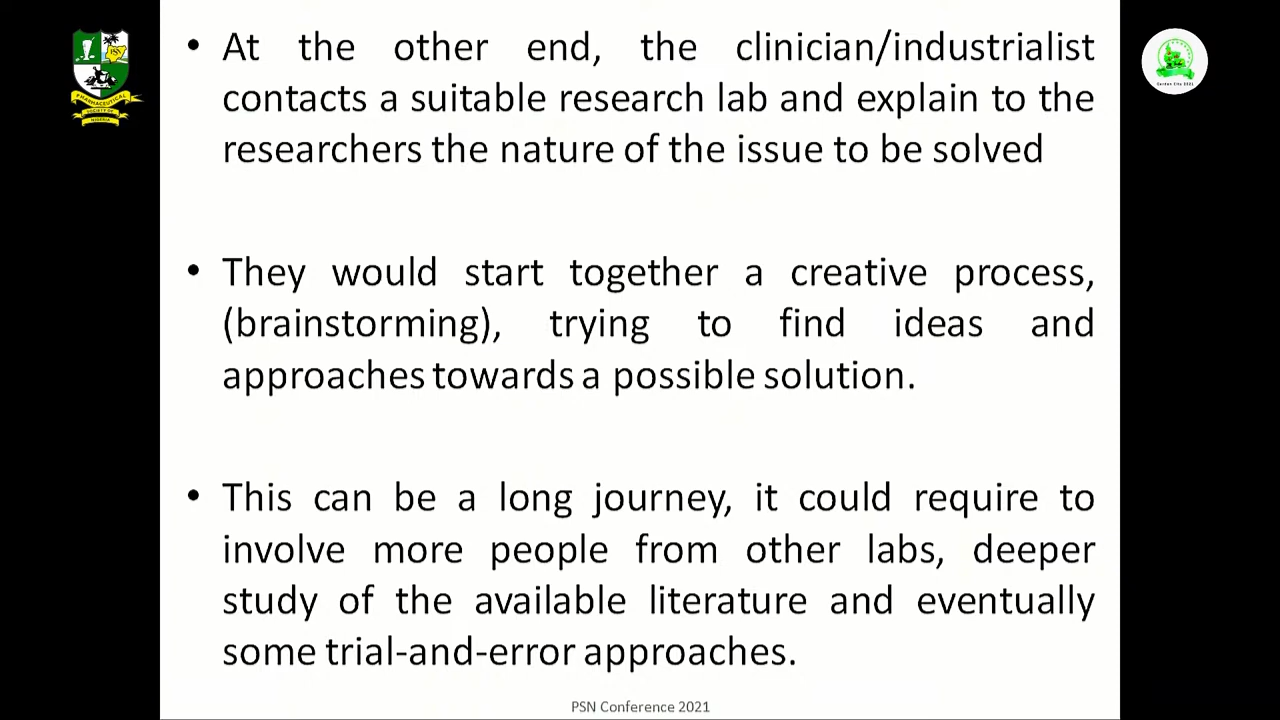 • At the other end, the clinician/industrialist
contacts a suitable research lab and explain to the
researchers the nature of the issue to be solved
• They would start together a creative process,
(brainstorming), trying to find ideas and
approaches towards a possible solution.
• This can be a long journey, it could require to
involve more people from other labs, deeper
study of the available literature and eventually
some trial-and-error approaches.
PSN Conference 2021
PHARMACEUTICAL